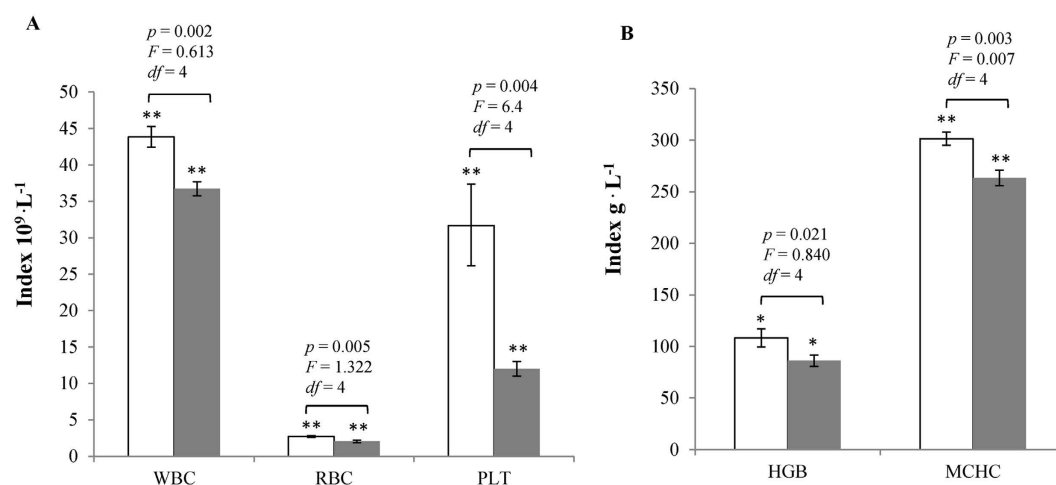 A
p = 0.002
F = 0.613
df = 4
p = 0.004
F = 6.4
df = 4
p = 0.005
F = 1.322
df = 4
** ** ** ** ** **
Index 10⁹·L⁻¹
50
45
40
35
30
25
20
15
10
5
0
WBC RBC PLT
B
p = 0.003
F = 0.007
df = 4
p = 0.021
F = 0.840
df = 4
* * ** **
Index g · L⁻¹
350
300
250
200
150
100
50
0
HGB MCHC